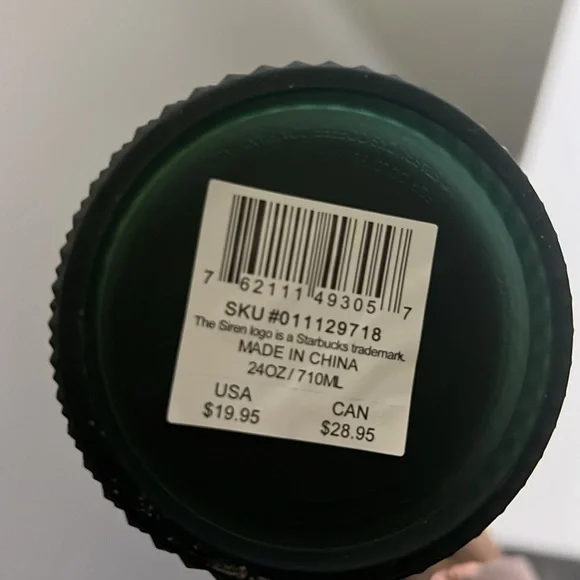 7 62111 49305 7
SKU #011129718
The Siren logo is a Starbucks trademark.
MADE IN CHINA
24OZ / 710ML
USA CAN
$19.95 $28.95